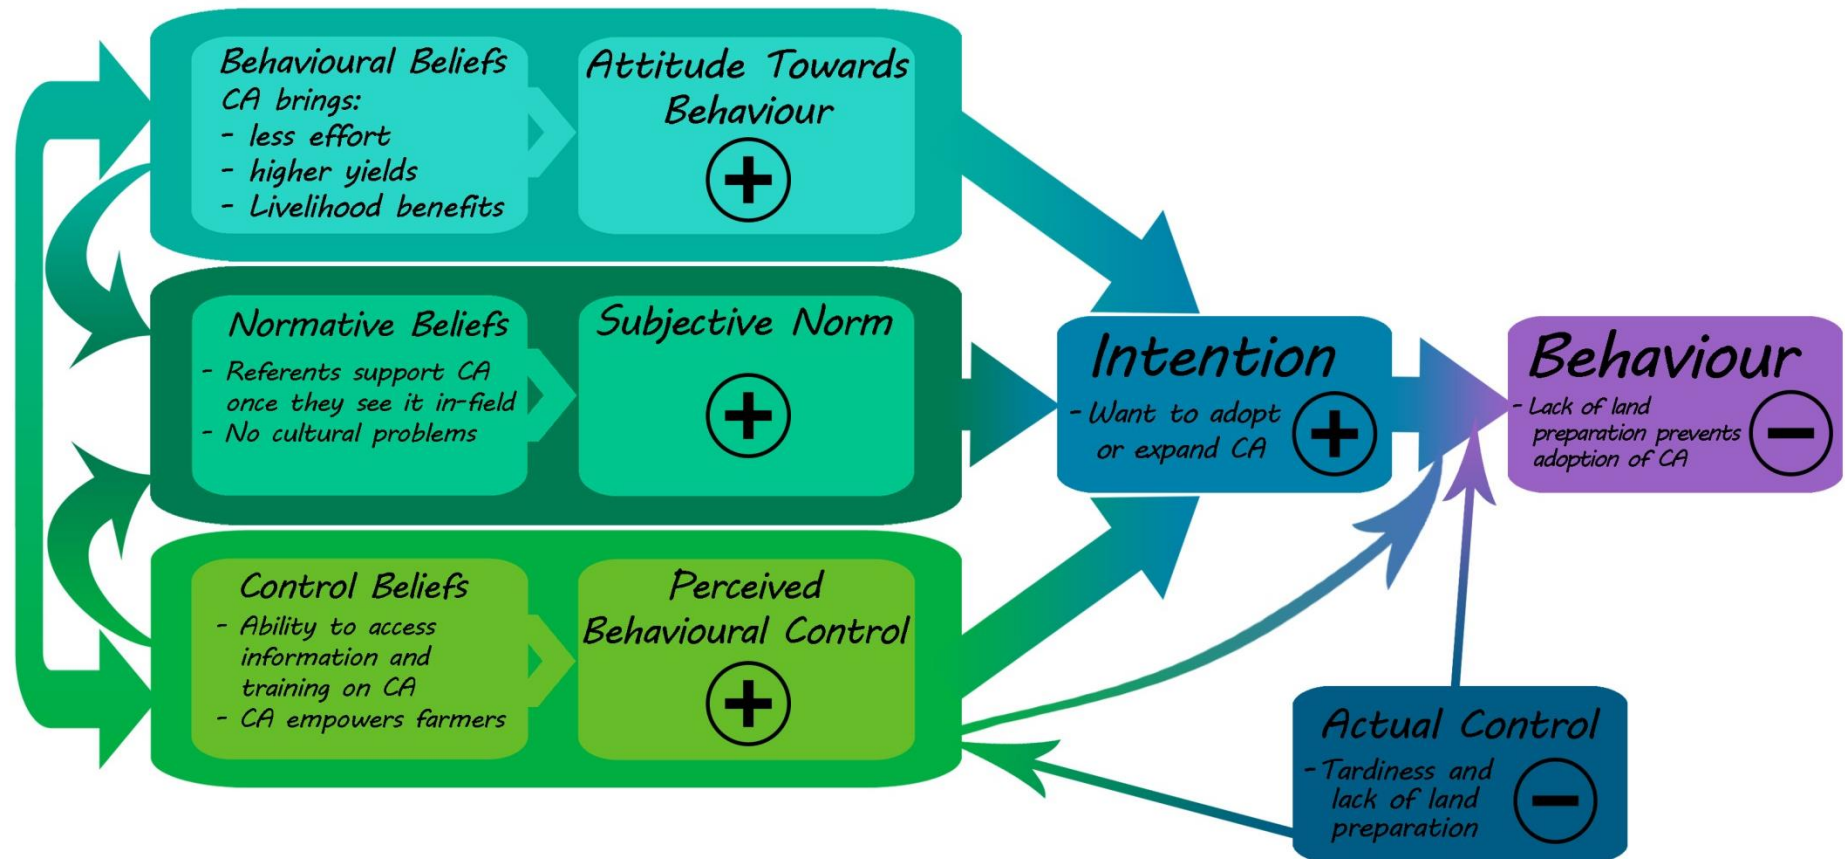 Behavioural Beliefs
CA brings:
- less effort
- higher yields
- Livelihood benefits
Attitude Towards
Behaviour
+
Normative Beliefs
- Referents support CA
once they see it in-field
- No cultural problems
Subjective Norm
+
Control Beliefs
- Ability to access
information and
training on CA
- CA empowers farmers
Perceived
Behavioural Control
+
Intention
- Want to adopt
or expand CA
+
Behaviour
- Lack of land
preparation prevents
adoption of CA
-
Actual Control
- Tardiness and
lack of land
preparation
-